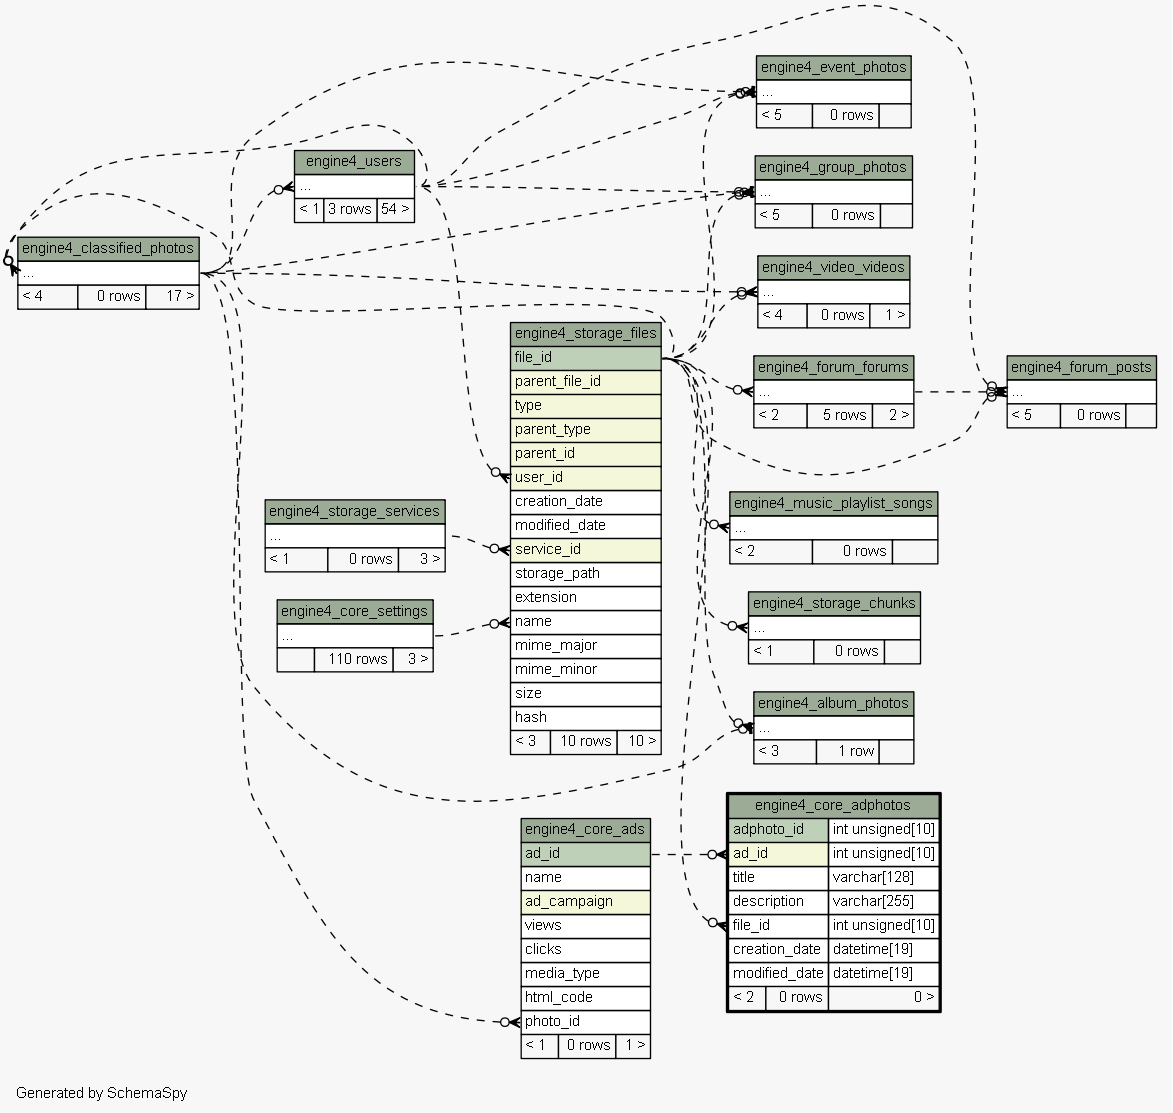 engine4_event_photos
...
< 5 0 rows
engine4_users
...
< 1 3 rows 54 >
engine4_group_photos
...
< 5 0 rows
engine4_classified_photos
...
< 4 0 rows 17 >
engine4_video_videos
...
< 4 0 rows 1 >
engine4_storage_files
file_id
parent_file_id
type
parent_type
parent_id
user_id
creation_date
modified_date
service_id
storage_path
extension
name
mime_major
mime_minor
size
hash
< 3 10 rows 10 >
engine4_forum_forums
...
< 2 5 rows 2 >
engine4_forum_posts
...
< 5 0 rows
engine4_storage_services
...
< 1 0 rows 3 >
engine4_music_playlist_songs
...
< 2 0 rows
engine4_core_settings
...
110 rows 3 >
engine4_storage_chunks
...
< 1 0 rows
engine4_album_photos
...
< 3 1 row
engine4_core_ads
ad_id
name
ad_campaign
views
clicks
media_type
html_code
photo_id
< 1 0 rows 1 >
engine4_core_adphotos
adphoto_id int unsigned[10]
ad_id int unsigned[10]
title varchar[128]
description varchar[255]
file_id int unsigned[10]
creation_date datetime[19]
modified_date datetime[19]
< 2 0 rows 0 >
Generated by SchemaSpy